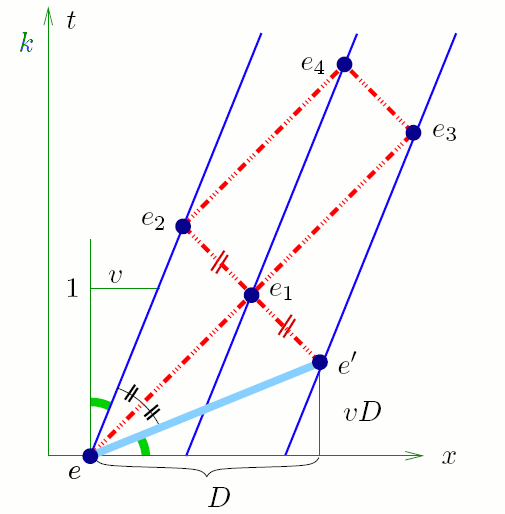 t
k
e₄
e₃
e₂
v
1
e₁
e′
vD
x
e
D